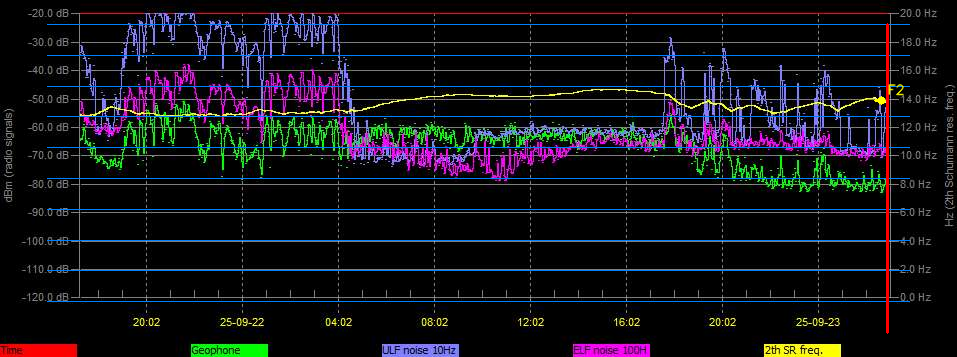 -20.0 dB
20.0 Hz
-30.0 dB
18.0 Hz
-40.0 dB
16.0 Hz
-50.0 dB
F2
14.0 Hz
-60.0 dB
12.0 Hz
-70.0 dB
10.0 Hz
-80.0 dB
8.0 Hz
-90.0 dB
6.0 Hz
-100.0 dB
4.0 Hz
-110.0 dB
2.0 Hz
-120.0 dB
0.0 Hz
dBm (radio signals)
Hz (2th Schumann res. freq.)
20:02 25-09-22 04:02 08:02 12:02 16:02 20:02 25-09-23
Time Geophone ULF noise 10Hz ELF noise 100H 2th SR freq.